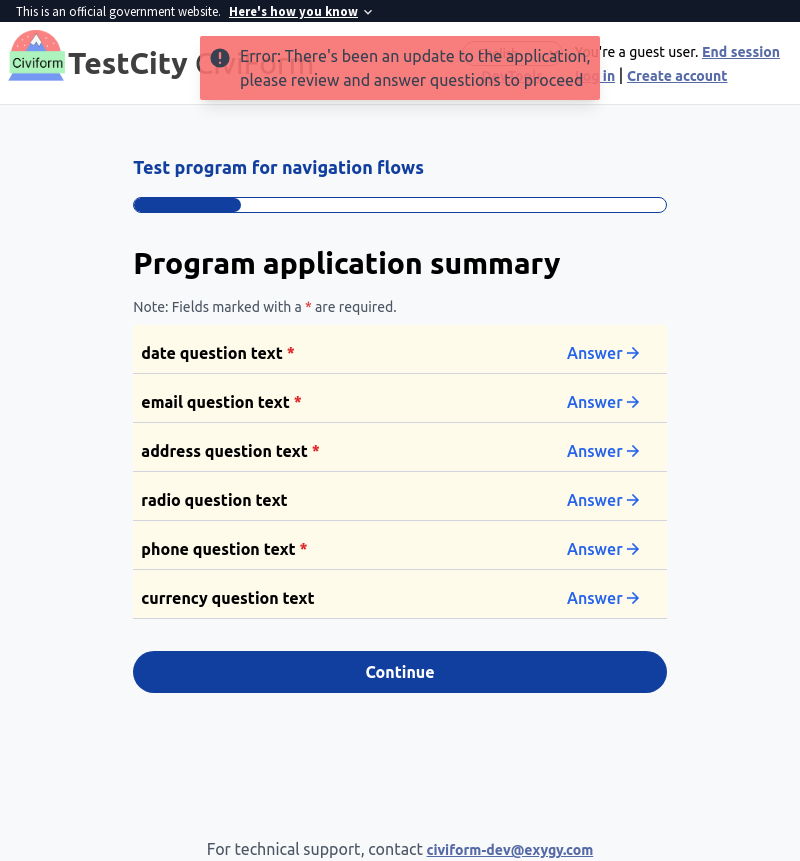 This is an official government website. Here's how you know
Civiform
TestCity CiviForm
Error: There's been an update to the application,
please review and answer questions to proceed
You're a guest user. End session
Log in | Create account
Test program for navigation flows
Program application summary
Note: Fields marked with a * are required.
date question text * Answer
email question text * Answer
address question text * Answer
radio question text Answer
phone question text * Answer
currency question text Answer
Continue
For technical support, contact civiform-dev@exygy.com